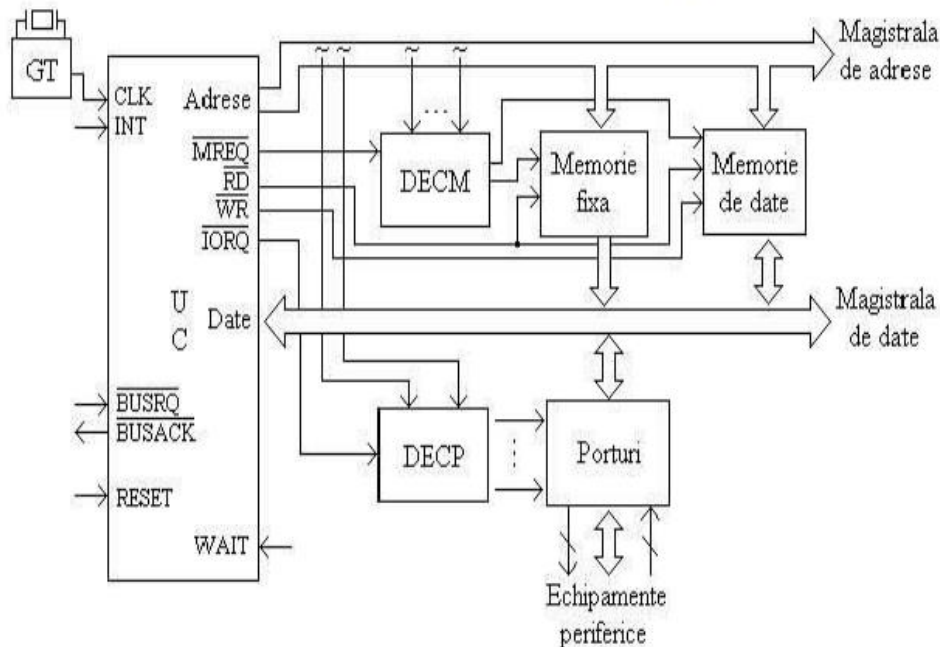 GT
CLK
INT
Adrese
MREQ
RD
WR
IORQ
U
C
Date
BUSRQ
BUSACK
RESET
WAIT
DECM
...
Memorie
fixa
Memorie
de date
Magistrala
de adrese
Magistrala
de date
DECP
Porturi
Echipamente
periferice